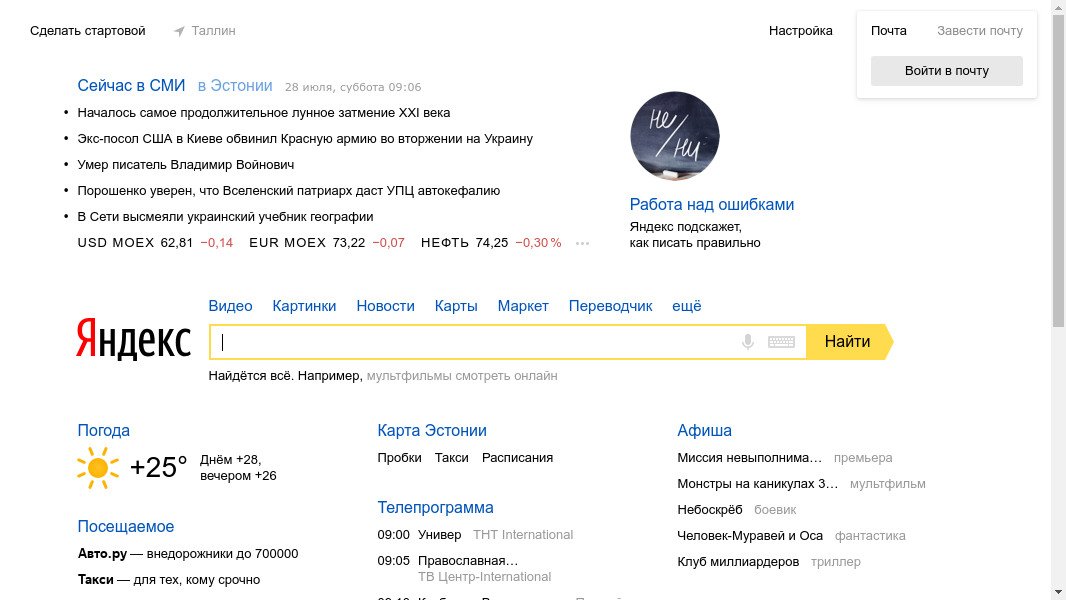 Сделать стартовой Таллин Настройка Почта Завести почту
Войти в почту
Сейчас в СМИ в Эстонии 28 июля, суббота 09:06
• Началось самое продолжительное лунное затмение XXI века
• Экс-посол США в Киеве обвинил Красную армию во вторжении на Украину
• Умер писатель Владимир Войнович
• Порошенко уверен, что Вселенский патриарх даст УПЦ автокефалию
• В Сети высмеяли украинский учебник географии
USD MOEX 62,81 −0,14 EUR MOEX 73,22 −0,07 НЕФТЬ 74,25 −0,30 % •••
не/ни
Работа над ошибками
Яндекс подскажет,
как писать правильно
Видео Картинки Новости Карты Маркет Переводчик ещё
Яндекс
Найти
Найдётся всё. Например, мультфильмы смотреть онлайн
Погода
+25° Днём +28,
вечером +26
Посещаемое
Авто.ру — внедорожники до 700000
Такси — для тех, кому срочно
Карта Эстонии
Пробки Такси Расписания
Телепрограмма
09:00 Универ ТНТ International
09:05 Православная…
ТВ Центр-International
Афиша
Миссия невыполнима… премьера
Монстры на каникулах 3… мультфильм
Небоскрёб боевик
Человек-Муравей и Оса фантастика
Клуб миллиардеров триллер